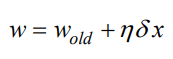 w = w_old + ηδx